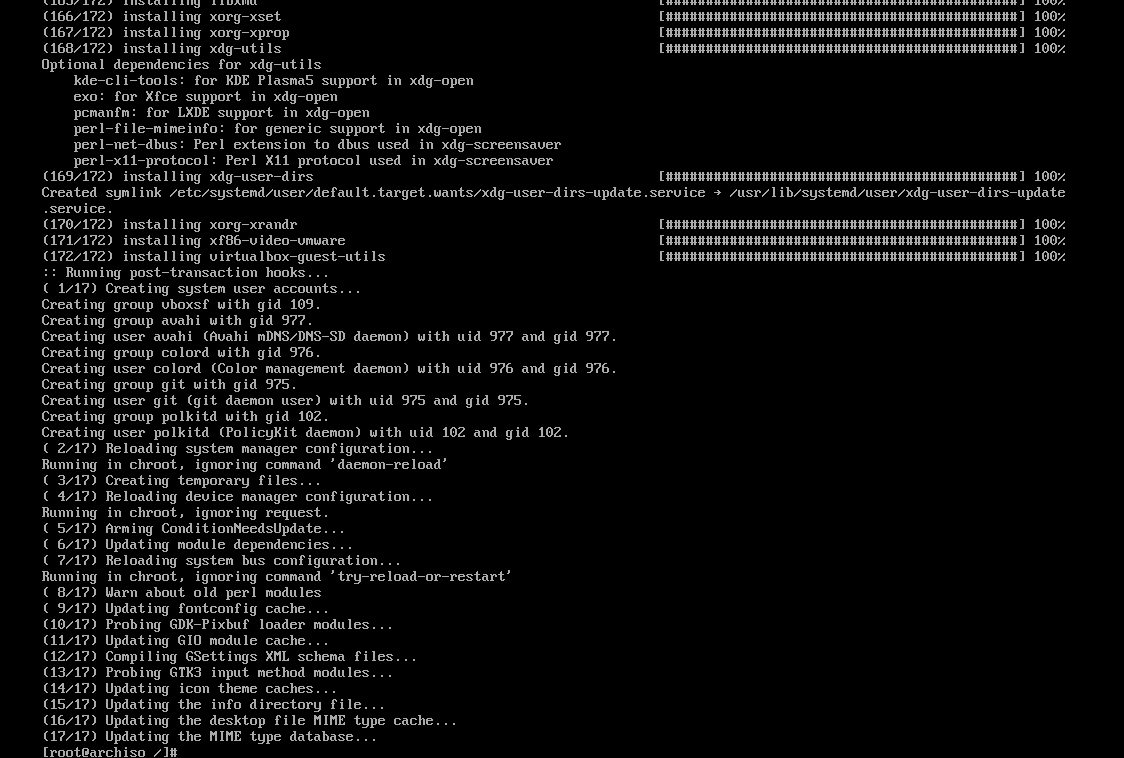 (165/172) installing libxmu [######################################] 100%
(166/172) installing xorg-xset [############################################] 100%
(167/172) installing xorg-xprop [############################################] 100%
(168/172) installing xdg-utils [############################################] 100%
Optional dependencies for xdg-utils
    kde-cli-tools: for KDE Plasma5 support in xdg-open
    exo: for Xfce support in xdg-open
    pcmanfm: for LXDE support in xdg-open
    perl-file-mimeinfo: for generic support in xdg-open
    perl-net-dbus: Perl extension to dbus used in xdg-screensaver
    perl-x11-protocol: Perl X11 protocol used in xdg-screensaver
(169/172) installing xdg-user-dirs [############################################] 100%
Created symlink /etc/systemd/user/default.target.wants/xdg-user-dirs-update.service → /usr/lib/systemd/user/xdg-user-dirs-update
.service.
(170/172) installing xorg-xrandr [############################################] 100%
(171/172) installing xf86-video-vmware [############################################] 100%
(172/172) installing virtualbox-guest-utils [############################################] 100%
:: Running post-transaction hooks...
( 1/17) Creating system user accounts...
Creating group vboxsf with gid 109.
Creating group avahi with gid 977.
Creating user avahi (Avahi mDNS/DNS-SD daemon) with uid 977 and gid 977.
Creating group colord with gid 976.
Creating user colord (Color management daemon) with uid 976 and gid 976.
Creating group git with gid 975.
Creating user git (git daemon user) with uid 975 and gid 975.
Creating group polkitd with gid 102.
Creating user polkitd (PolicyKit daemon) with uid 102 and gid 102.
( 2/17) Reloading system manager configuration...
Running in chroot, ignoring command 'daemon-reload'
( 3/17) Creating temporary files...
( 4/17) Reloading device manager configuration...
Running in chroot, ignoring request.
( 5/17) Arming ConditionNeedsUpdate...
( 6/17) Updating module dependencies...
( 7/17) Reloading system bus configuration...
Running in chroot, ignoring command 'try-reload-or-restart'
( 8/17) Warn about old perl modules
( 9/17) Updating fontconfig cache...
(10/17) Probing GDK-Pixbuf loader modules...
(11/17) Updating GIO module cache...
(12/17) Compiling GSettings XML schema files...
(13/17) Probing GTK3 input method modules...
(14/17) Updating icon theme caches...
(15/17) Updating the info directory file...
(16/17) Updating the desktop file MIME type cache...
(17/17) Updating the MIME type database...
[root@archiso /]#